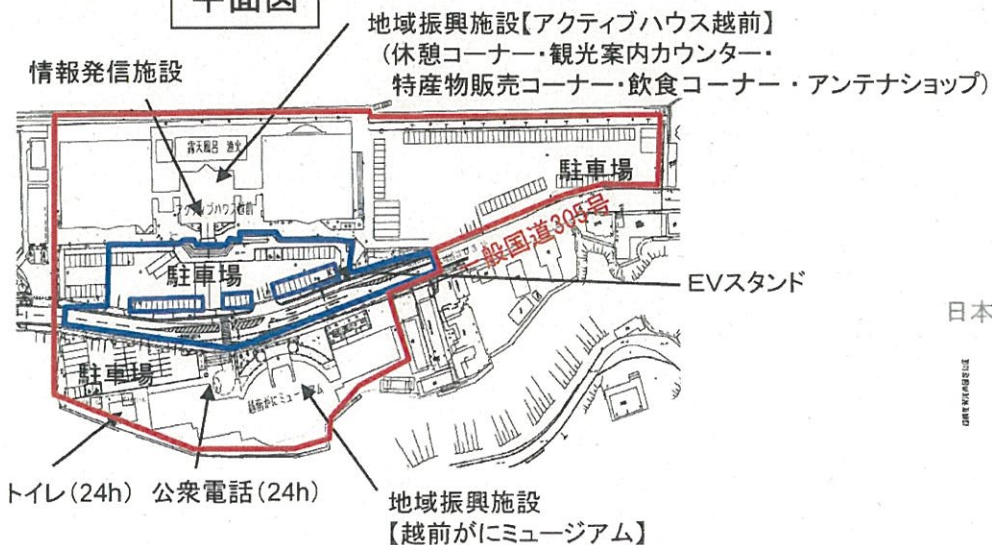 平面図
地域振興施設【アクティブハウス越前】
(休憩コーナー・観光案内カウンター・
特産物販売コーナー・飲食コーナー・アンテナショップ)
情報発信施設
露天風呂 漁火
駐車場
アクティブハウス越前
一般国道305号
駐車場
EVスタンド
日本
駐車場
越前がにミュージアム
トイレ(24h) 公衆電話(24h)
地域振興施設
【越前がにミュージアム】